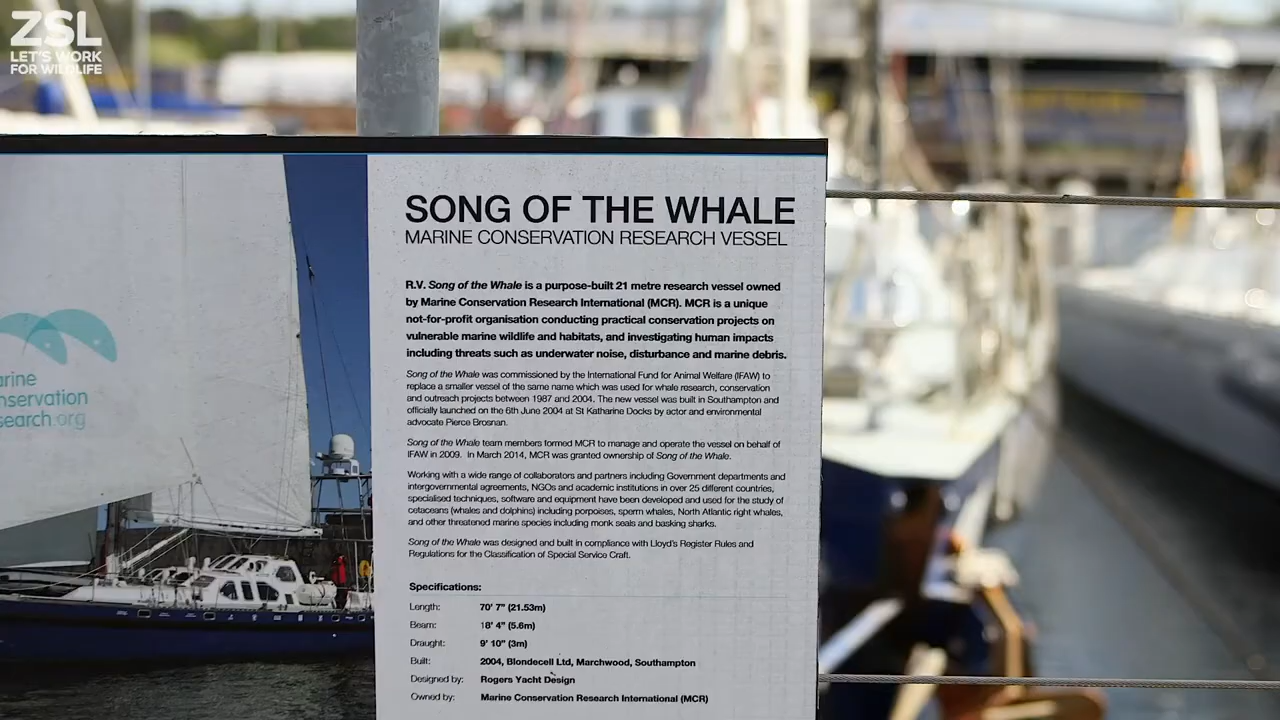 ZSL
LET'S WORK
FOR WILDLIFE
SONG OF THE WHALE
MARINE CONSERVATION RESEARCH VESSEL
R.V. Song of the Whale is a purpose-built 21 metre research vessel owned
by Marine Conservation Research International (MCR). MCR is a unique
not-for-profit organisation conducting practical conservation projects on
vulnerable marine wildlife and habitats, and investigating human impacts
including threats such as underwater noise, disturbance and marine debris.
Song of the Whale was commissioned by the International Fund for Animal Welfare (IFAW) to
replace a smaller vessel of the same name which was used for whale research, conservation
and outreach projects between 1987 and 2004. The new vessel was built in Southampton and
officially launched on the 6th June 2004 at St Katharine Docks by actor and environmental
advocate Pierce Brosnan.
Song of the Whale team members formed MCR to manage and operate the vessel on behalf of
IFAW in 2009. In March 2014, MCR was granted ownership of Song of the Whale.
Working with a wide range of collaborators and partners including Government departments and
intergovernmental agreements, NGOs and academic institutions in over 25 different countries,
specialised techniques, software and equipment have been developed and used for the study of
cetaceans (whales and dolphins) including porpoises, sperm whales, North Atlantic right whales,
and other threatened marine species including monk seals and basking sharks.
Song of the Whale was designed and built in compliance with Lloyd's Register Rules and
Regulations for the Classification of Special Service Craft.
Specifications:
Length: 70' 7" (21.53m)
Beam: 18' 4" (5.6m)
Draught: 9' 10" (3m)
Built: 2004, Blondecell Ltd, Marchwood, Southampton
Designed by: Rogers Yacht Design
Owned by: Marine Conservation Research International (MCR)
arine
nservation
search.org